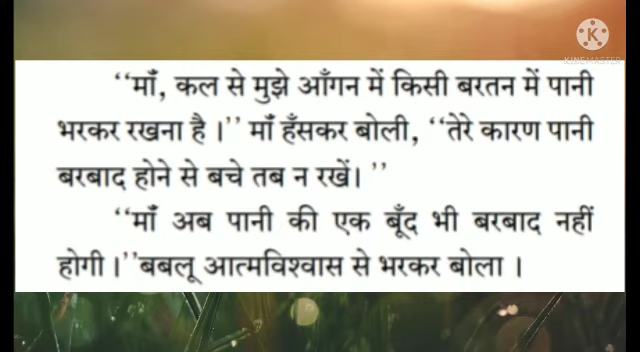 K
KINEMASTER
“माँ, कल से मुझे आँगन में किसी बरतन में पानी
भरकर रखना है ।” माँ हँसकर बोली, “तेरे कारण पानी
बरबाद होने से बचे तब न रखें। ”
“माँ अब पानी की एक बूँद भी बरबाद नहीं
होगी ।”बबलू आत्मविश्वास से भरकर बोला ।